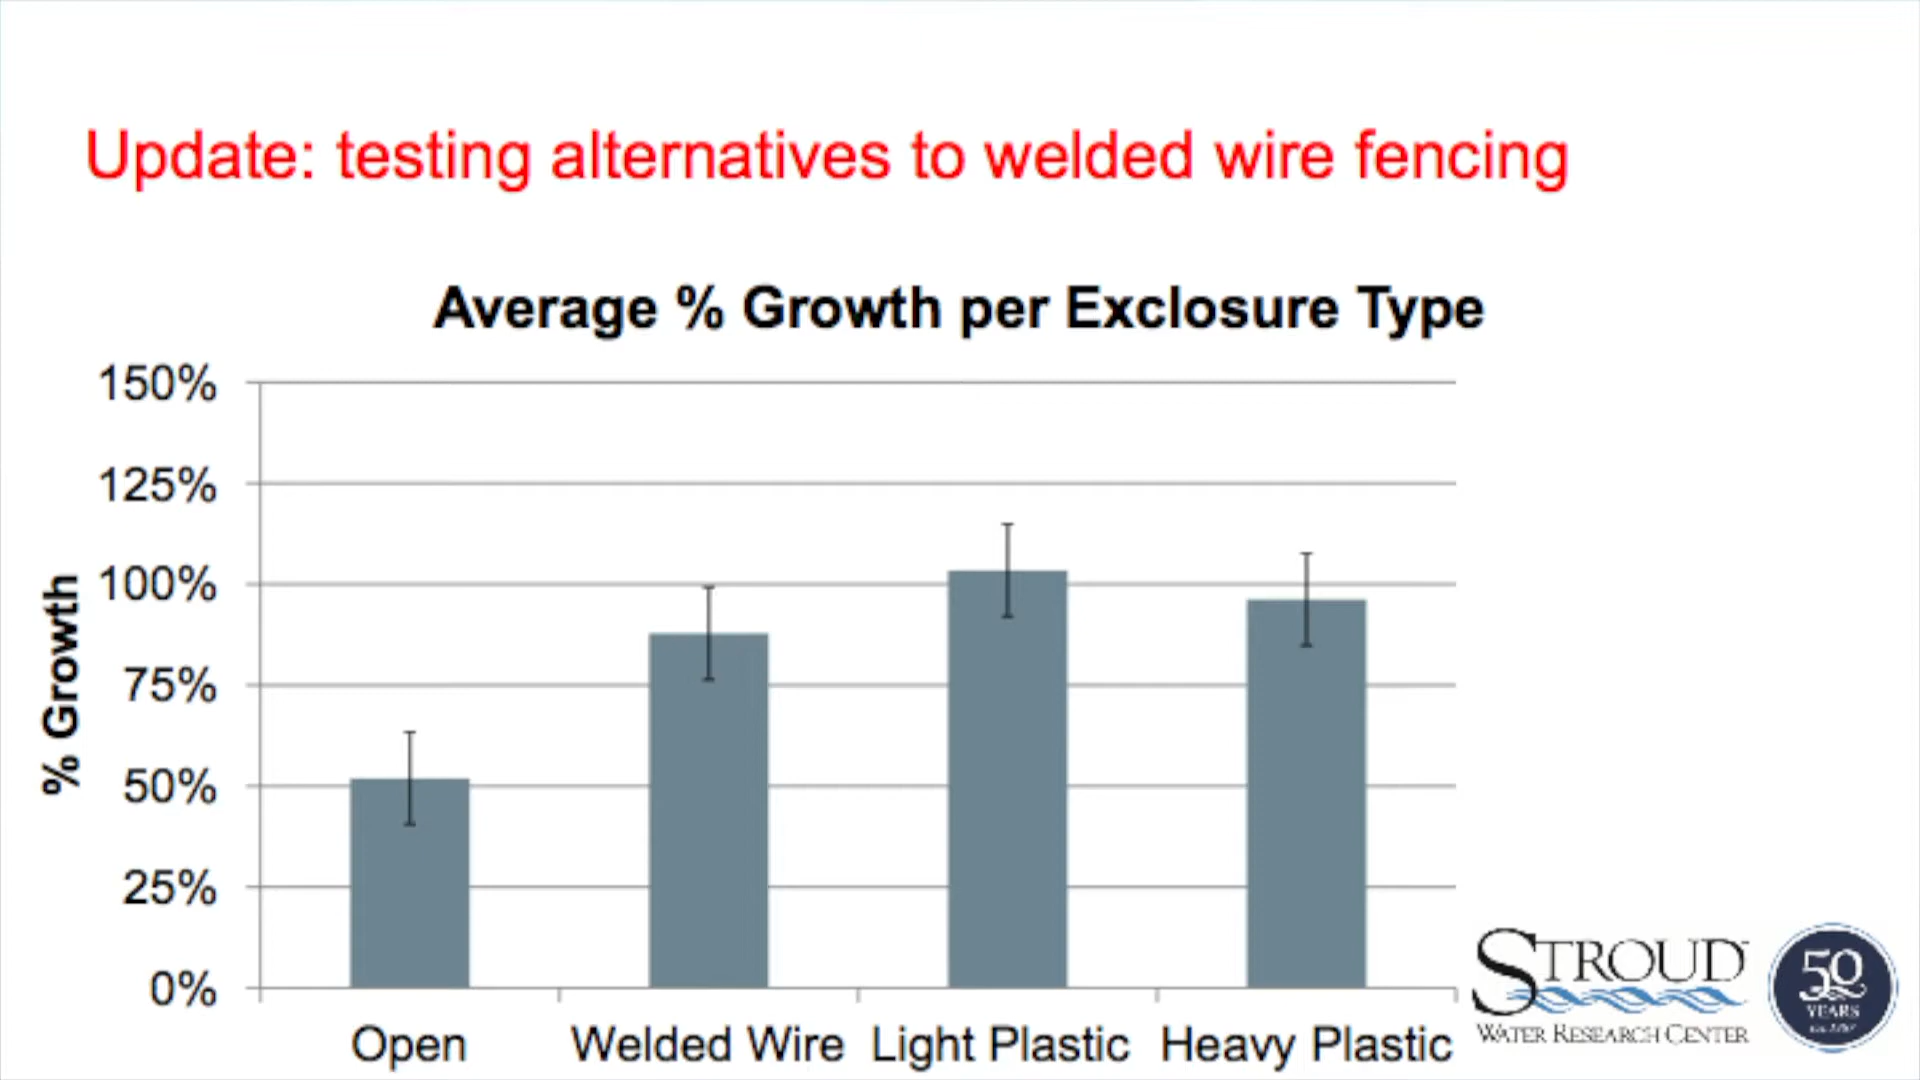 Update: testing alternatives to welded wire fencing
Average % Growth per Exclosure Type
150%
125%
100%
75%
50%
25%
0%
% Growth
Open
Welded Wire
Light Plastic
Heavy Plastic
STROUD
WATER RESEARCH CENTER
50
YEARS